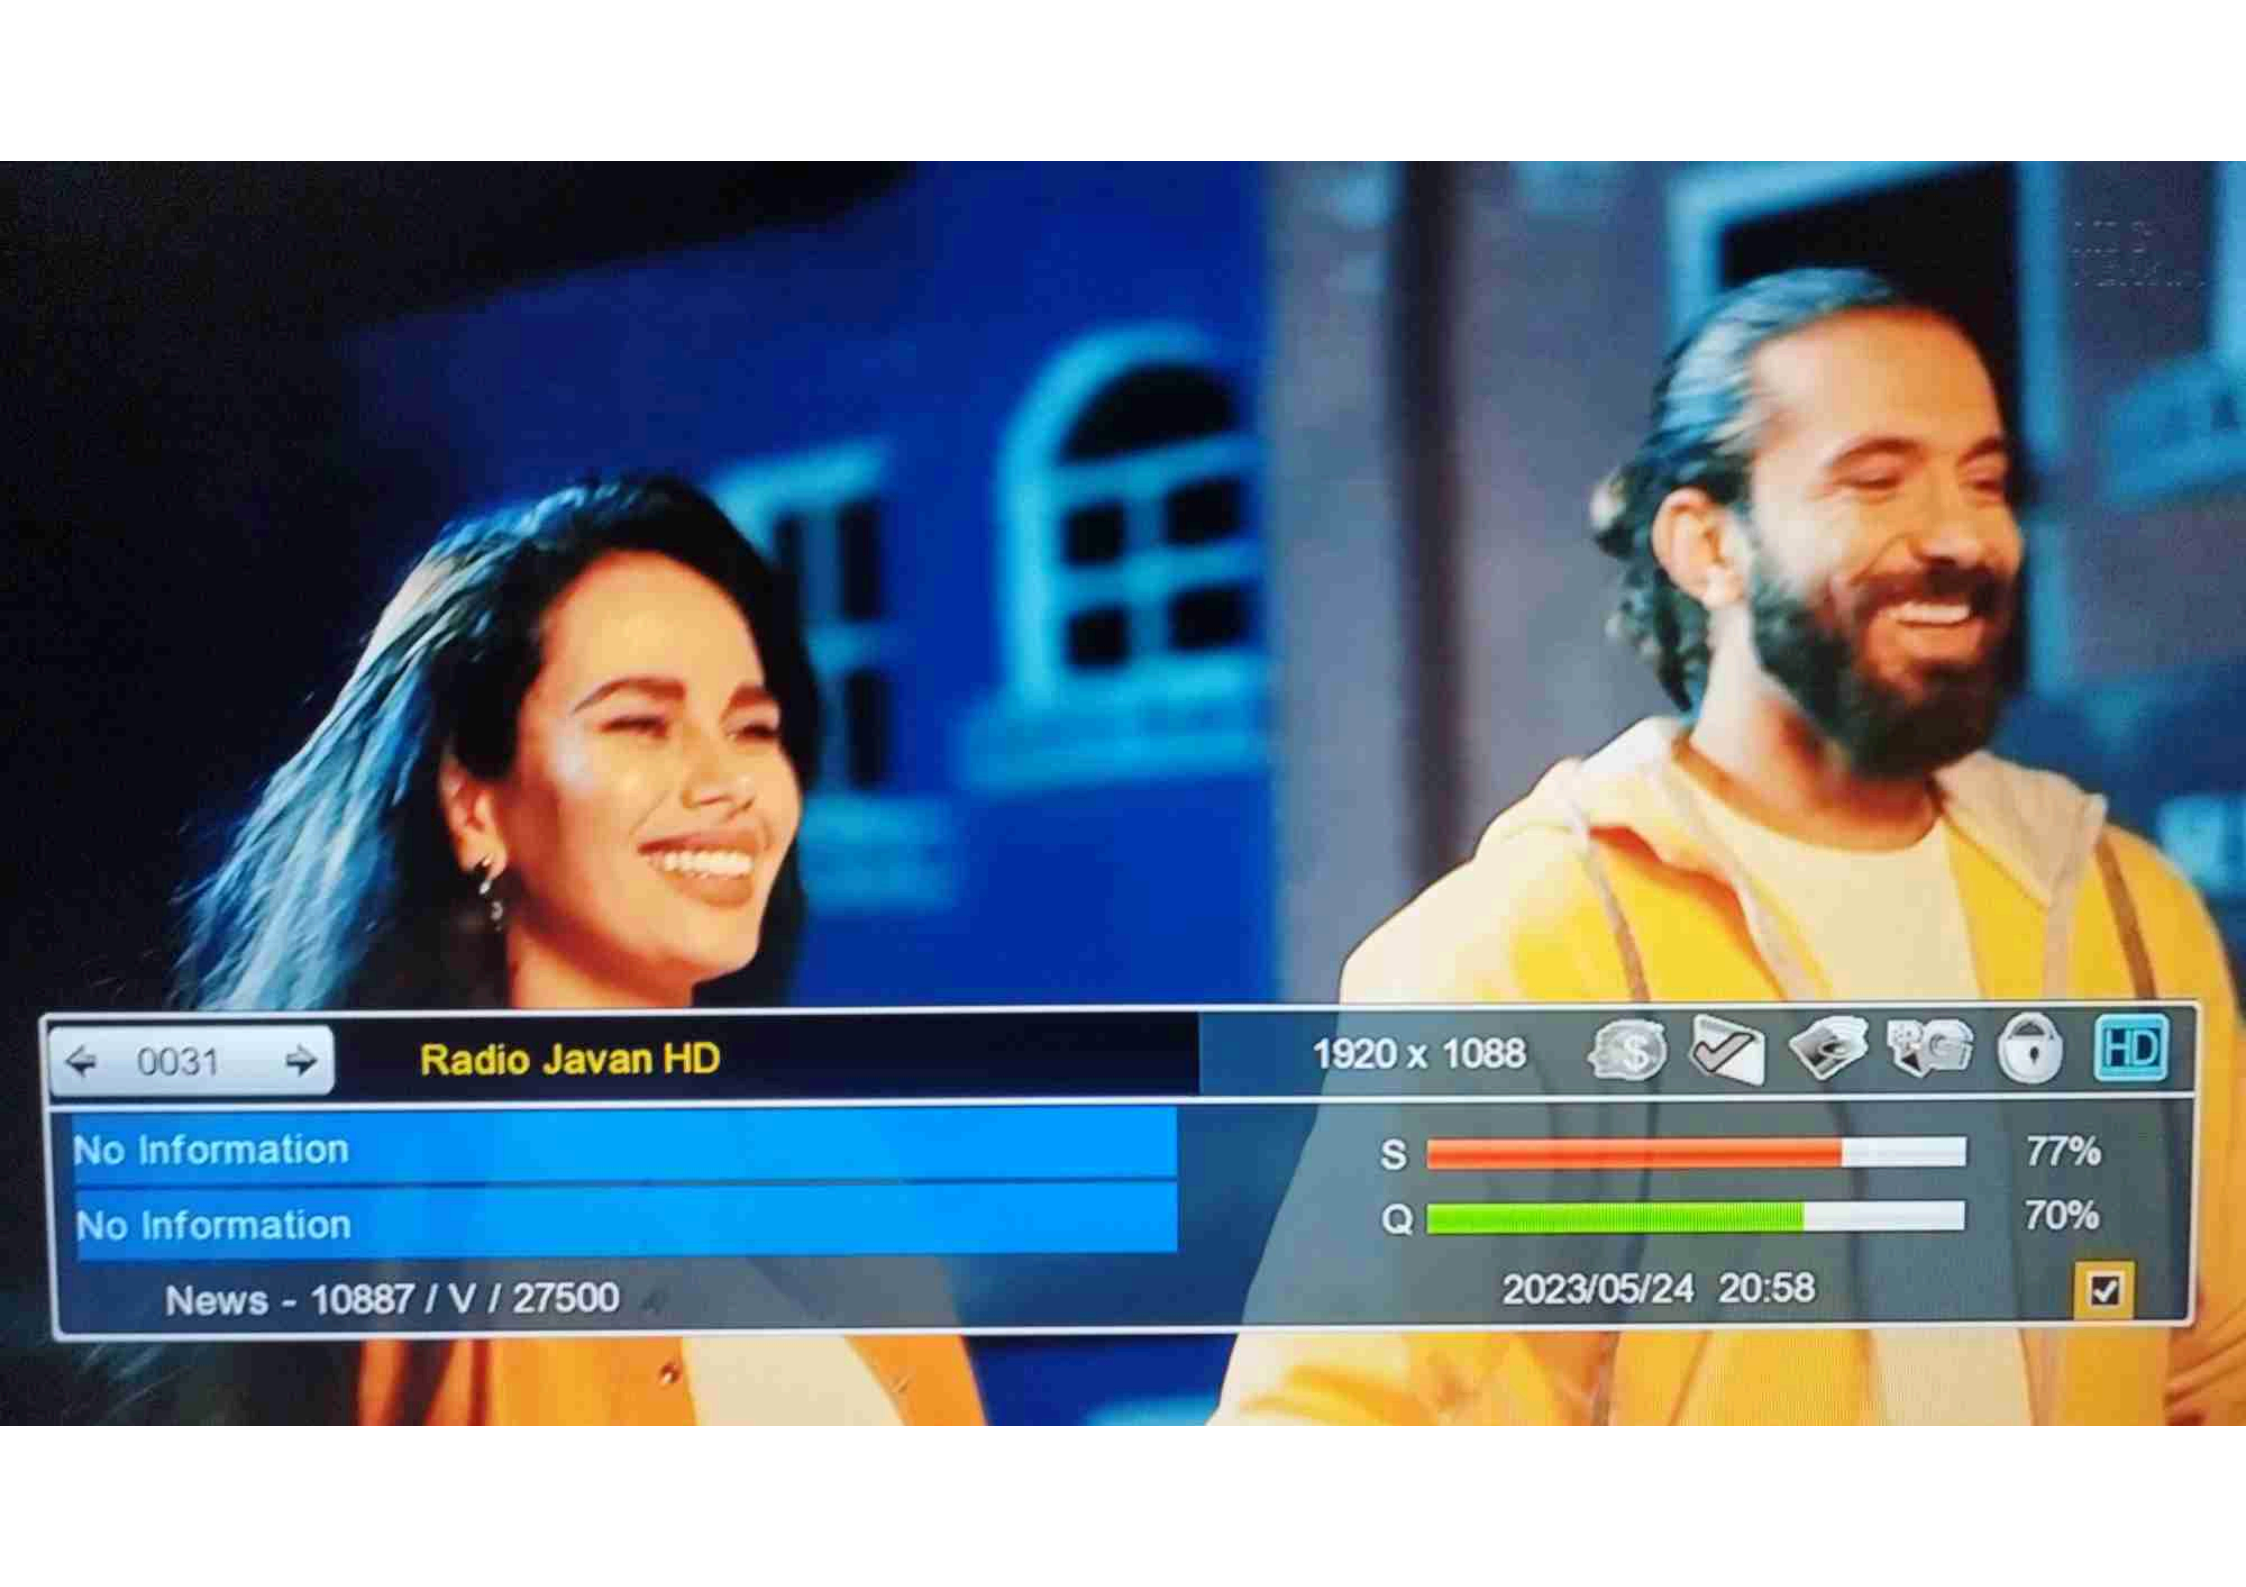 0031
Radio Javan HD
1920 x 1088
HD
No Information
No Information
S 77%
Q 70%
News - 10887 / V / 27500
2023/05/24 20:58